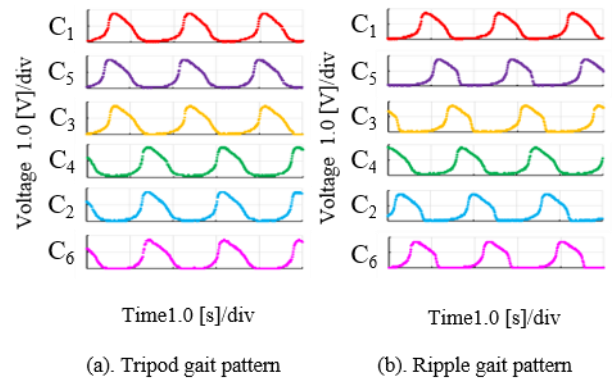 Voltage 1.0 [V]/div
C1
C5
C3
C4
C2
C6
Time1.0 [s]/div
(a). Tripod gait pattern
Voltage 1.0 [V]/div
C1
C5
C3
C4
C2
C6
Time1.0 [s]/div
(b). Ripple gait pattern